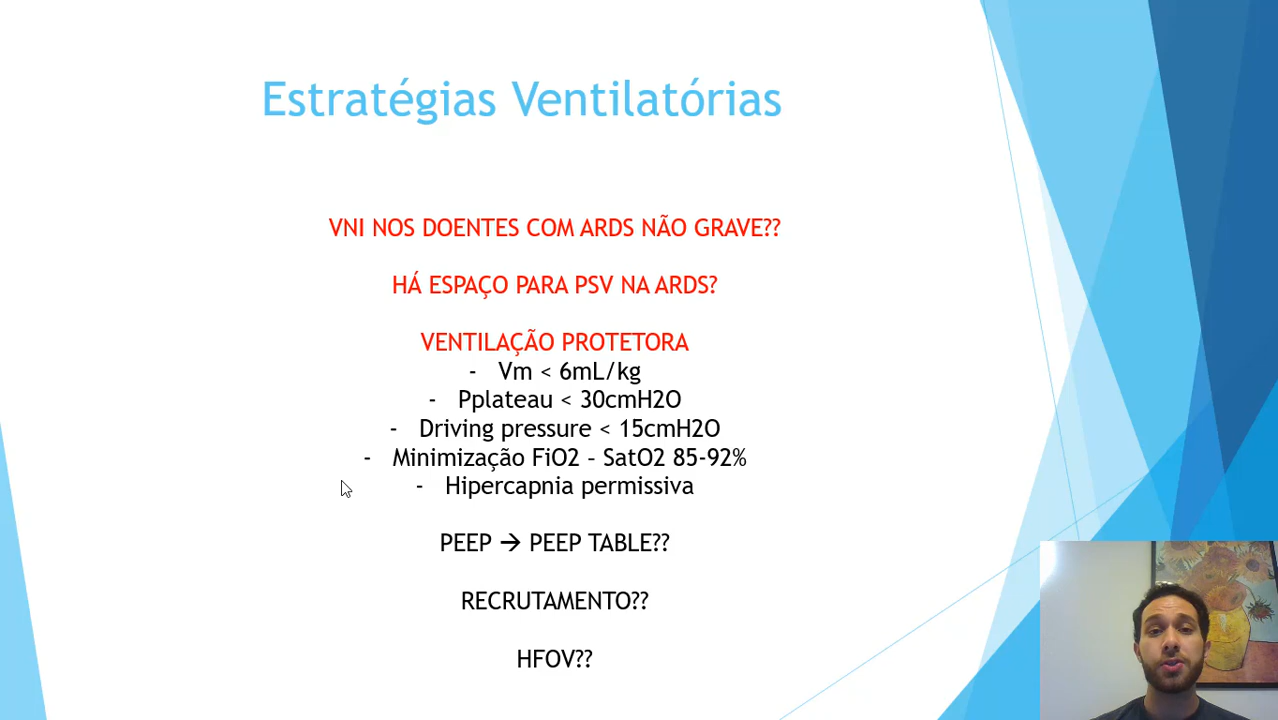 Estratégias Ventilatórias
VNI NOS DOENTES COM ARDS NÃO GRAVE??
HÁ ESPAÇO PARA PSV NA ARDS?
VENTILAÇÃO PROTETORA
- Vm < 6mL/kg
- Pplateau < 30cmH2O
- Driving pressure < 15cmH2O
- Minimização FiO2 – SatO2 85-92%
- Hipercapnia permissiva
PEEP → PEEP TABLE??
RECRUTAMENTO??
HFOV??